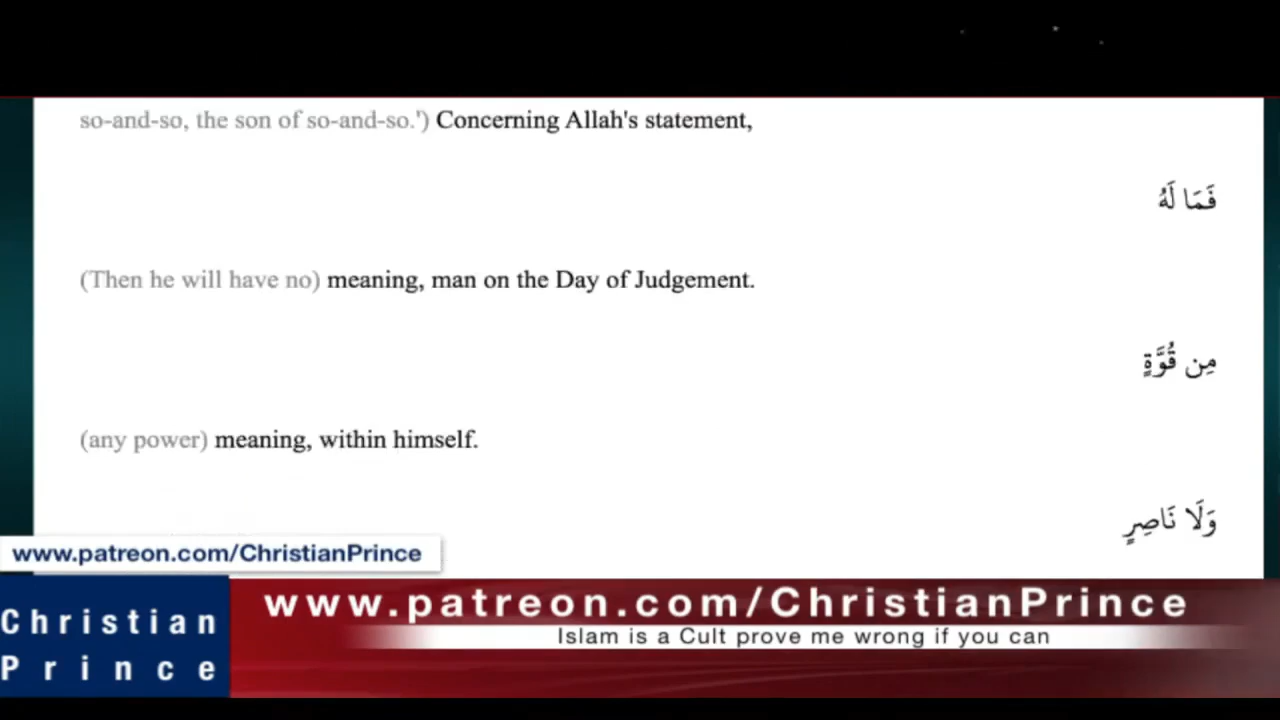 so-and-so, the son of so-and-so.') Concerning Allah's statement,
فَمَا لَهُ
(Then he will have no) meaning, man on the Day of Judgement.
مِن قُوَّةٍ
(any power) meaning, within himself.
وَلَا نَاصِرٍ
www.patreon.com/ChristianPrince
Christian
Prince
www.patreon.com/ChristianPrince
Islam is a Cult prove me wrong if you can